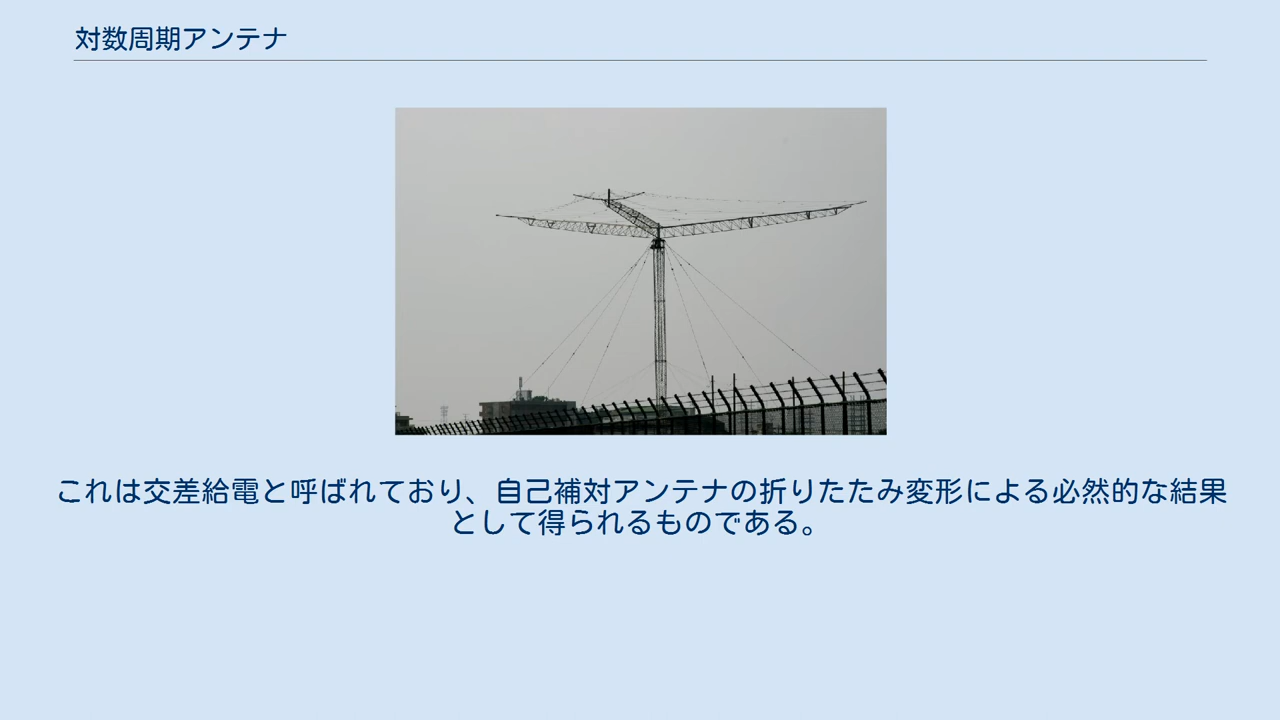 対数周期アンテナ
これは交差給電と呼ばれており、自己補対アンテナの折りたたみ変形による必然的な結果
として得られるものである。